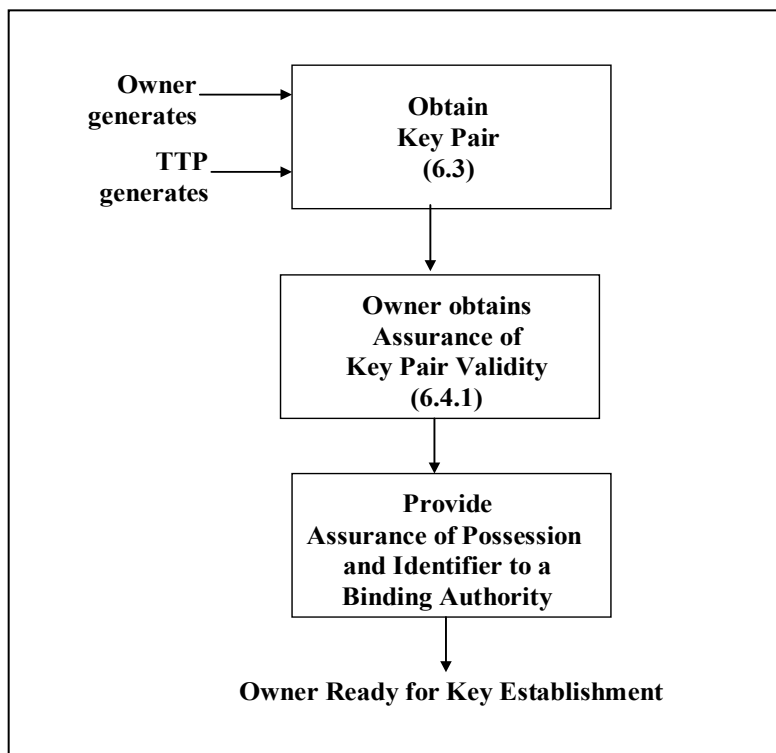 Owner
generates
TTP
generates
Obtain
Key Pair
(6.3)
Owner obtains
Assurance of
Key Pair Validity
(6.4.1)
Provide
Assurance of Possession
and Identifier to a
Binding Authority
Owner Ready for Key Establishment